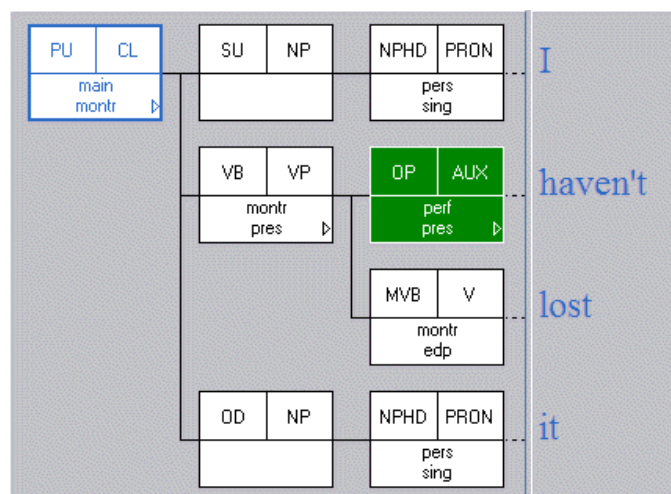 PU CL SU NP NPHD PRON I
main pers
montr sing
VB VP OP AUX haven't
montr perf
pres pres
MVB V lost
montr
edp
OD NP NPHD PRON it
pers
sing